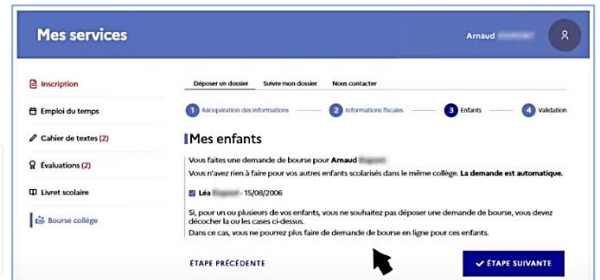 Mes services
Arnaud
Inscription
Emploi du temps
Cahier de textes (2)
Évaluations (2)
Livret scolaire
Bourse collège
Déposer un dossier Suivre mon dossier Nous contacter
1 Récupération des informations 2 Informations fiscales 3 Enfants 4 Validation
Mes enfants
Vous faites une demande de bourse pour Arnaud
Vous n'avez rien à faire pour vos autres enfants scolarisés dans le même collège. La demande est automatique.
Léa - 15/08/2006
Si, pour un ou plusieurs de vos enfants, vous ne souhaitez pas déposer une demande de bourse, vous devez
décocher la ou les cases ci-dessus.
Dans ce cas, vous ne pourrez plus faire de demande de bourse en ligne pour ces enfants.
ÉTAPE PRÉCÉDENTE
ÉTAPE SUIVANTE